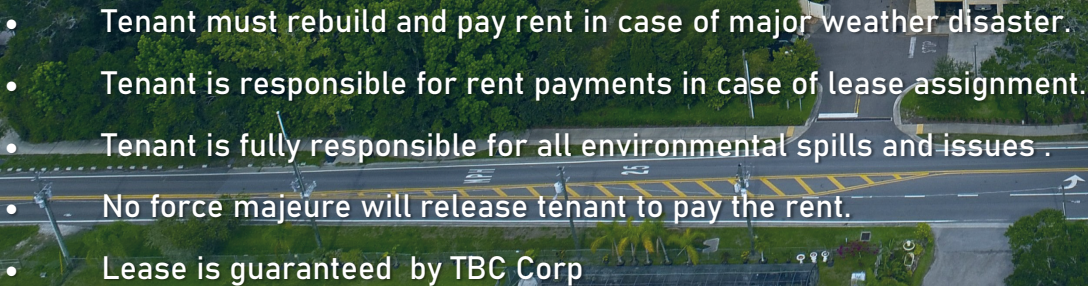 • Tenant must rebuild and pay rent in case of major weather disaster.
• Tenant is responsible for rent payments in case of lease assignment.
• Tenant is fully responsible for all environmental spills and issues .
MPH
25
• No force majeure will release tenant to pay the rent.
• Lease is guaranteed  by TBC Corp